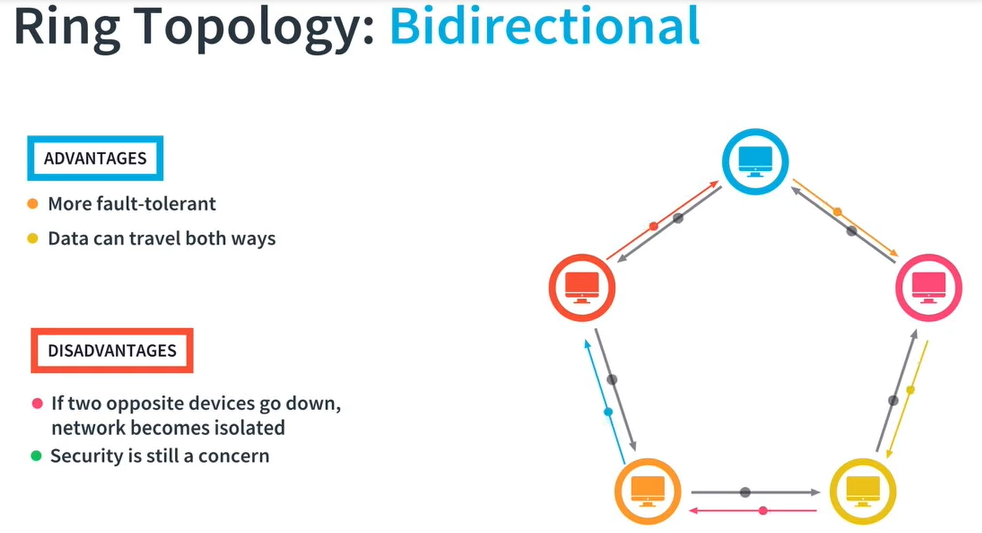 Ring Topology: Bidirectional
ADVANTAGES
More fault-tolerant
Data can travel both ways
DISADVANTAGES
If two opposite devices go down,
network becomes isolated
Security is still a concern